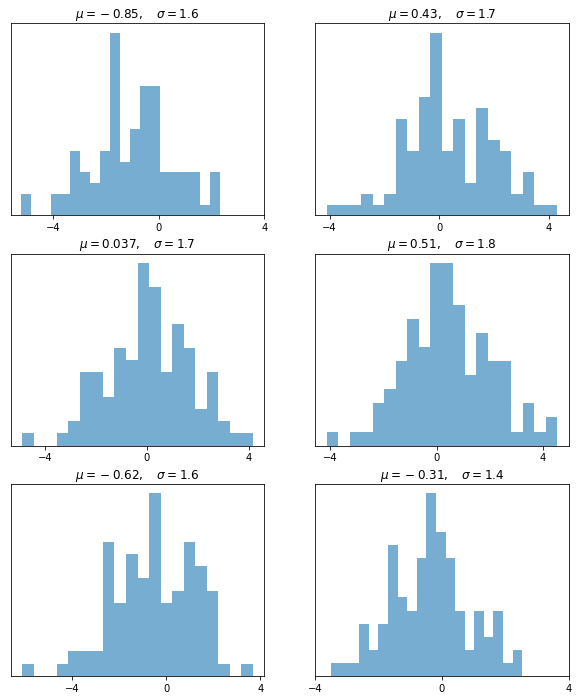 μ = −0.85, σ = 1.6
μ = 0.43, σ = 1.7
−4 0 4
−4 0 4
μ = 0.037, σ = 1.7
μ = 0.51, σ = 1.8
−4 0 4
−4 0 4
μ = −0.62, σ = 1.6
μ = −0.31, σ = 1.4
−4 0 4
−4 0 4